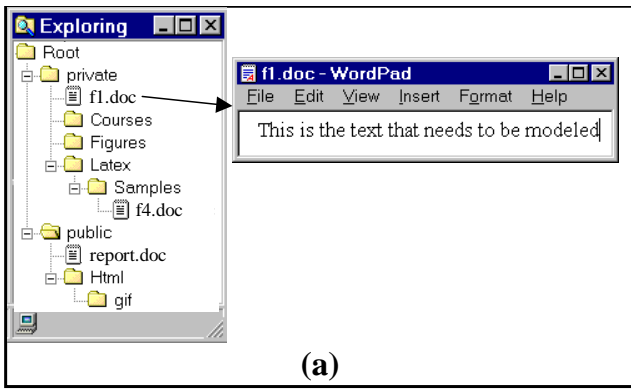 Exploring
Root
private
f1.doc
Courses
Figures
Latex
Samples
f4.doc
public
report.doc
Html
gif
f1.doc - WordPad
File Edit View Insert Format Help
This is the text that needs to be modeled
(a)